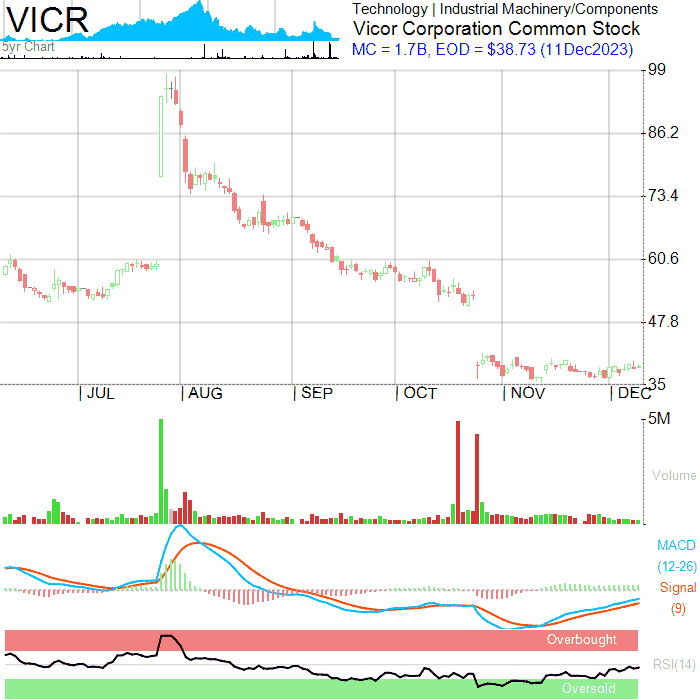 VICR
5yr Chart
Technology | Industrial Machinery/Components
Vicor Corporation Common Stock
MC = 1.7B, EOD = $38.73 (11Dec2023)
99
86.2
73.4
60.6
47.8
35
JUL
AUG
SEP
OCT
NOV
DEC
5M
Volume
MACD
(12-26)
Signal
(9)
Overbought
RSI(14)
Oversold